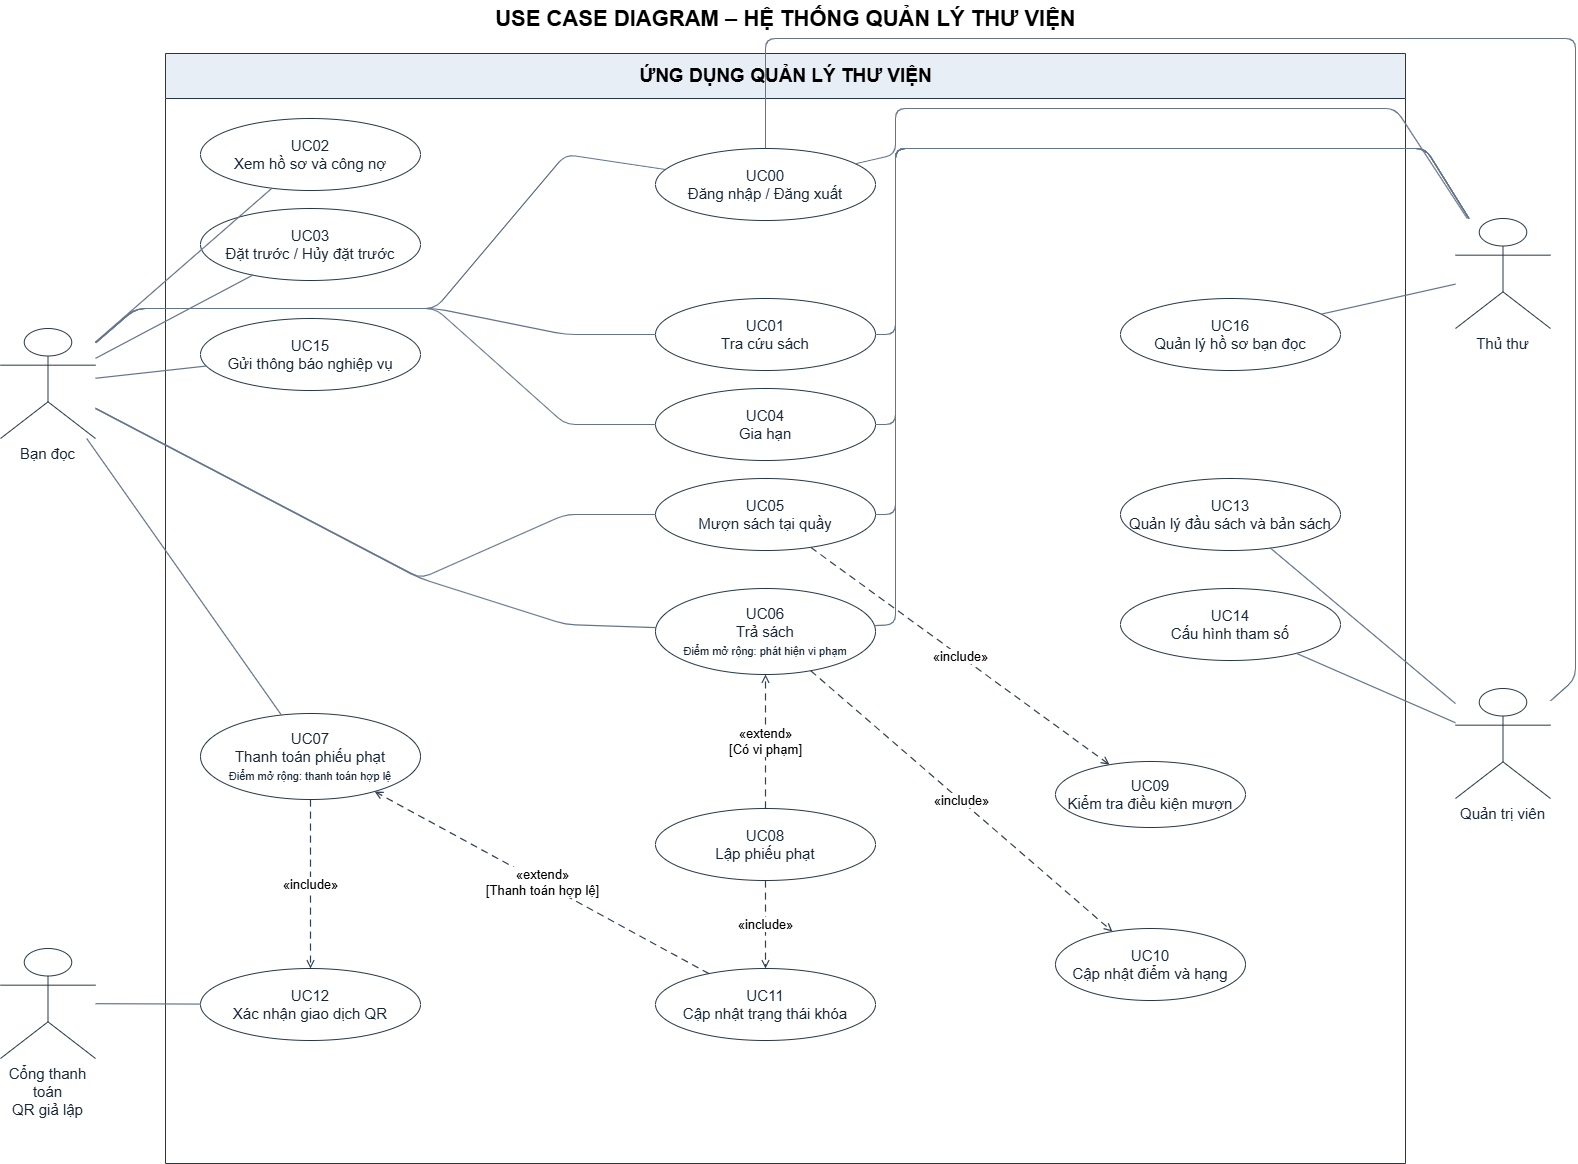 USE CASE DIAGRAM – HỆ THỐNG QUẢN LÝ THƯ VIỆN
ỨNG DỤNG QUẢN LÝ THƯ VIỆN
UC02
Xem hồ sơ và công nợ
UC00
Đăng nhập / Đăng xuất
UC03
Đặt trước / Hủy đặt trước
UC15
Gửi thông báo nghiệp vụ
UC01
Tra cứu sách
UC16
Quản lý hồ sơ bạn đọc
Thủ thư
Bạn đọc
UC04
Gia hạn
UC05
Mượn sách tại quầy
UC13
Quản lý đầu sách và bản sách
UC06
Trả sách
Điểm mở rộng: phát hiện vi phạm
UC14
Cấu hình tham số
«include»
UC07
Thanh toán phiếu phạt
Điểm mở rộng: thanh toán hợp lệ
«extend»
[Có vi phạm]
UC09
Kiểm tra điều kiện mượn
Quản trị viên
«include»
UC08
Lập phiếu phạt
«include»
«extend»
[Thanh toán hợp lệ]
«include»
UC10
Cập nhật điểm và hạng
UC12
Xác nhận giao dịch QR
UC11
Cập nhật trạng thái khóa
Cổng thanh
toán
QR giả lập